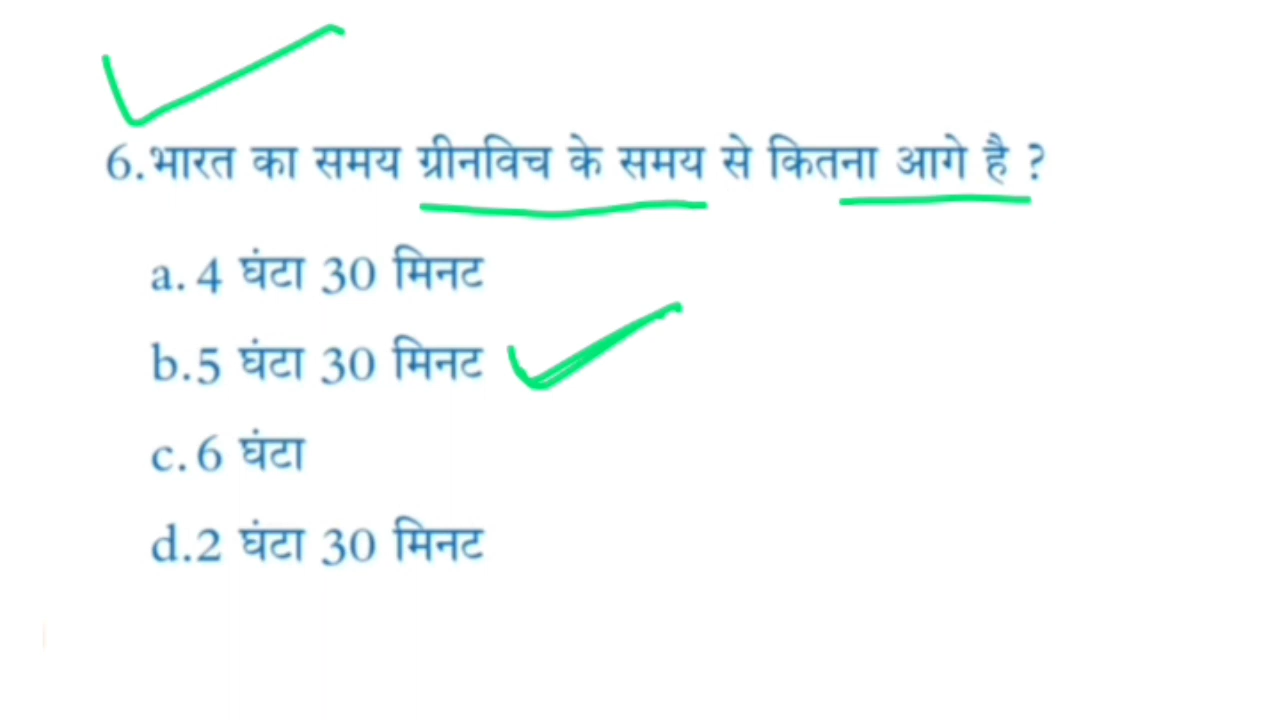 6.भारत का समय ग्रीनविच के समय से कितना आगे है ?
a. 4 घंटा 30 मिनट
b.5 घंटा 30 मिनट
c. 6 घंटा
d.2 घंटा 30 मिनट